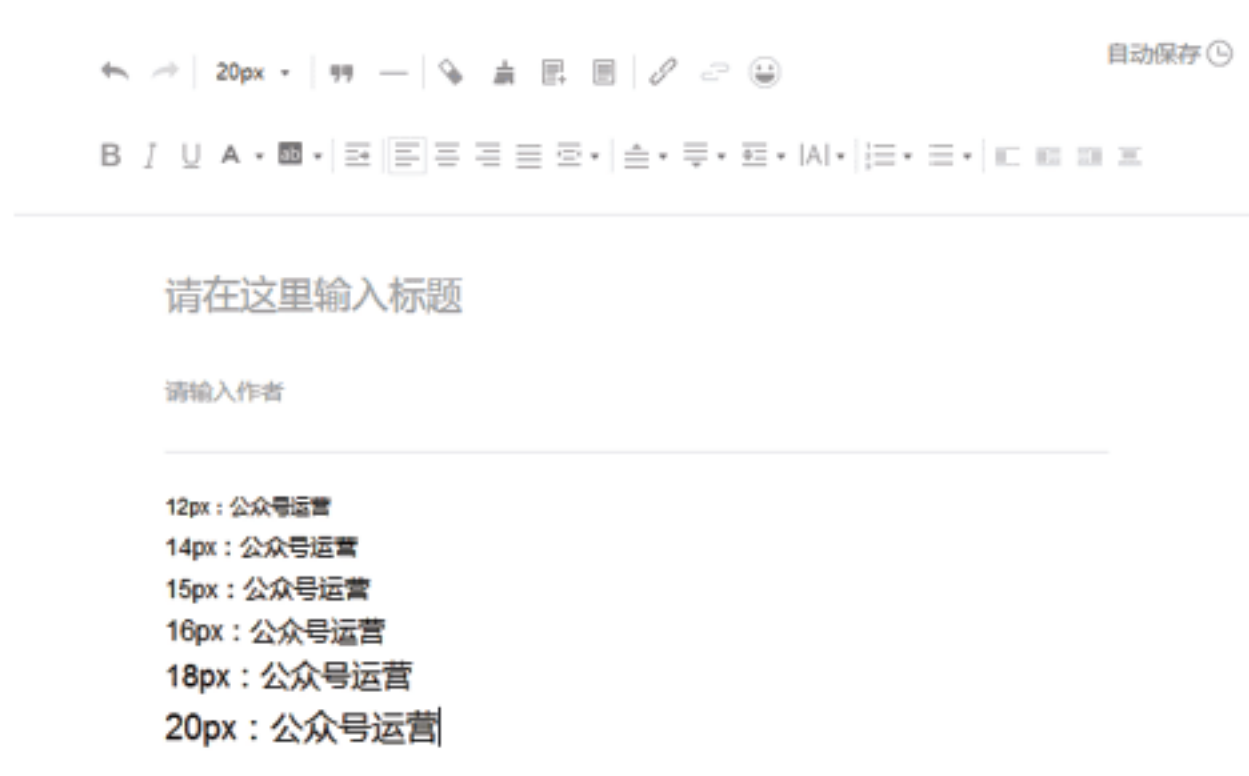 自动保存
20px
B I U A ab |A|
请在这里输入标题
请输入作者
12px：公众号运营
14px：公众号运营
15px：公众号运营
16px：公众号运营
18px：公众号运营
20px：公众号运营